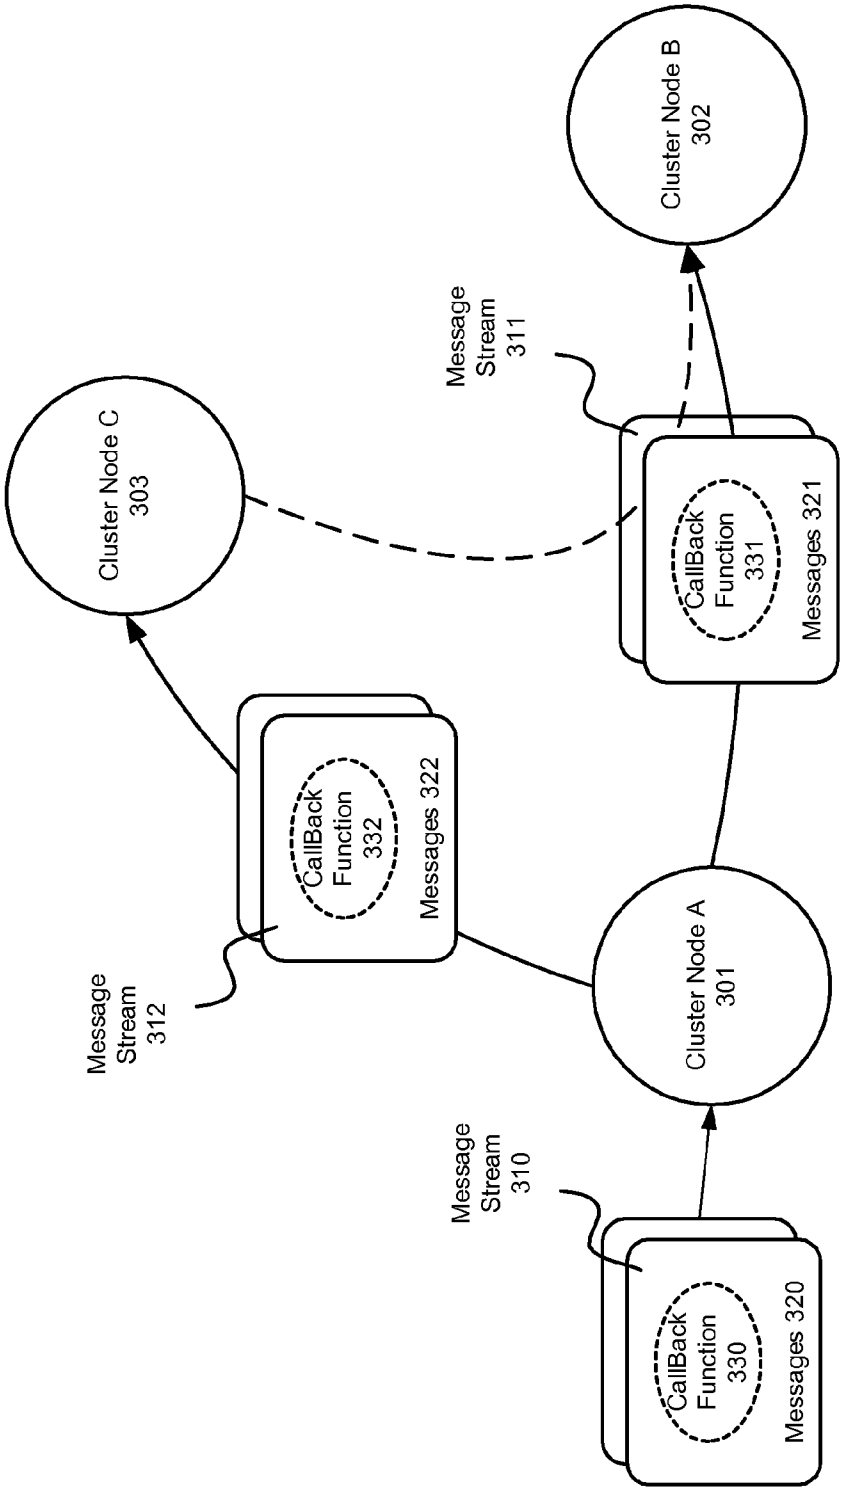 Cluster Node C
303
Message
Stream
312
CallBack
Function
332
Messages 322
Message
Stream
310
CallBack
Function
330
Messages 320
Cluster Node A
301
Message
Stream
311
CallBack
Function
331
Messages 321
Cluster Node B
302